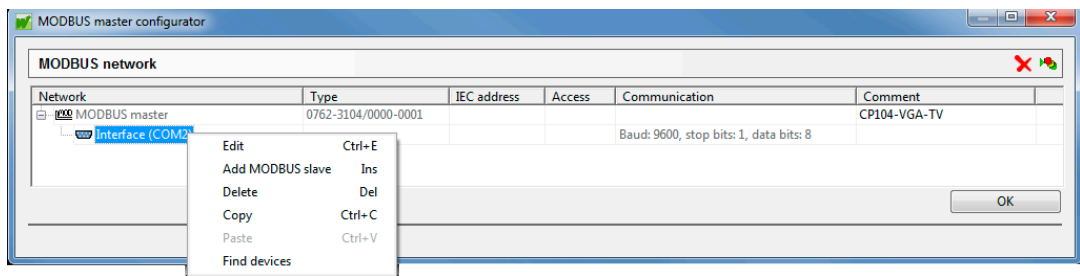 MODBUS master configurator
MODBUS network
Network Type IEC address Access Communication Comment
MODBUS master 0762-3104/0000-0001 CP104-VGA-TV
Interface (COM2) Baud: 9600, stop bits: 1, data bits: 8
Edit Ctrl+E
Add MODBUS slave Ins
Delete Del
OK
Copy Ctrl+C
Paste Ctrl+V
Find devices